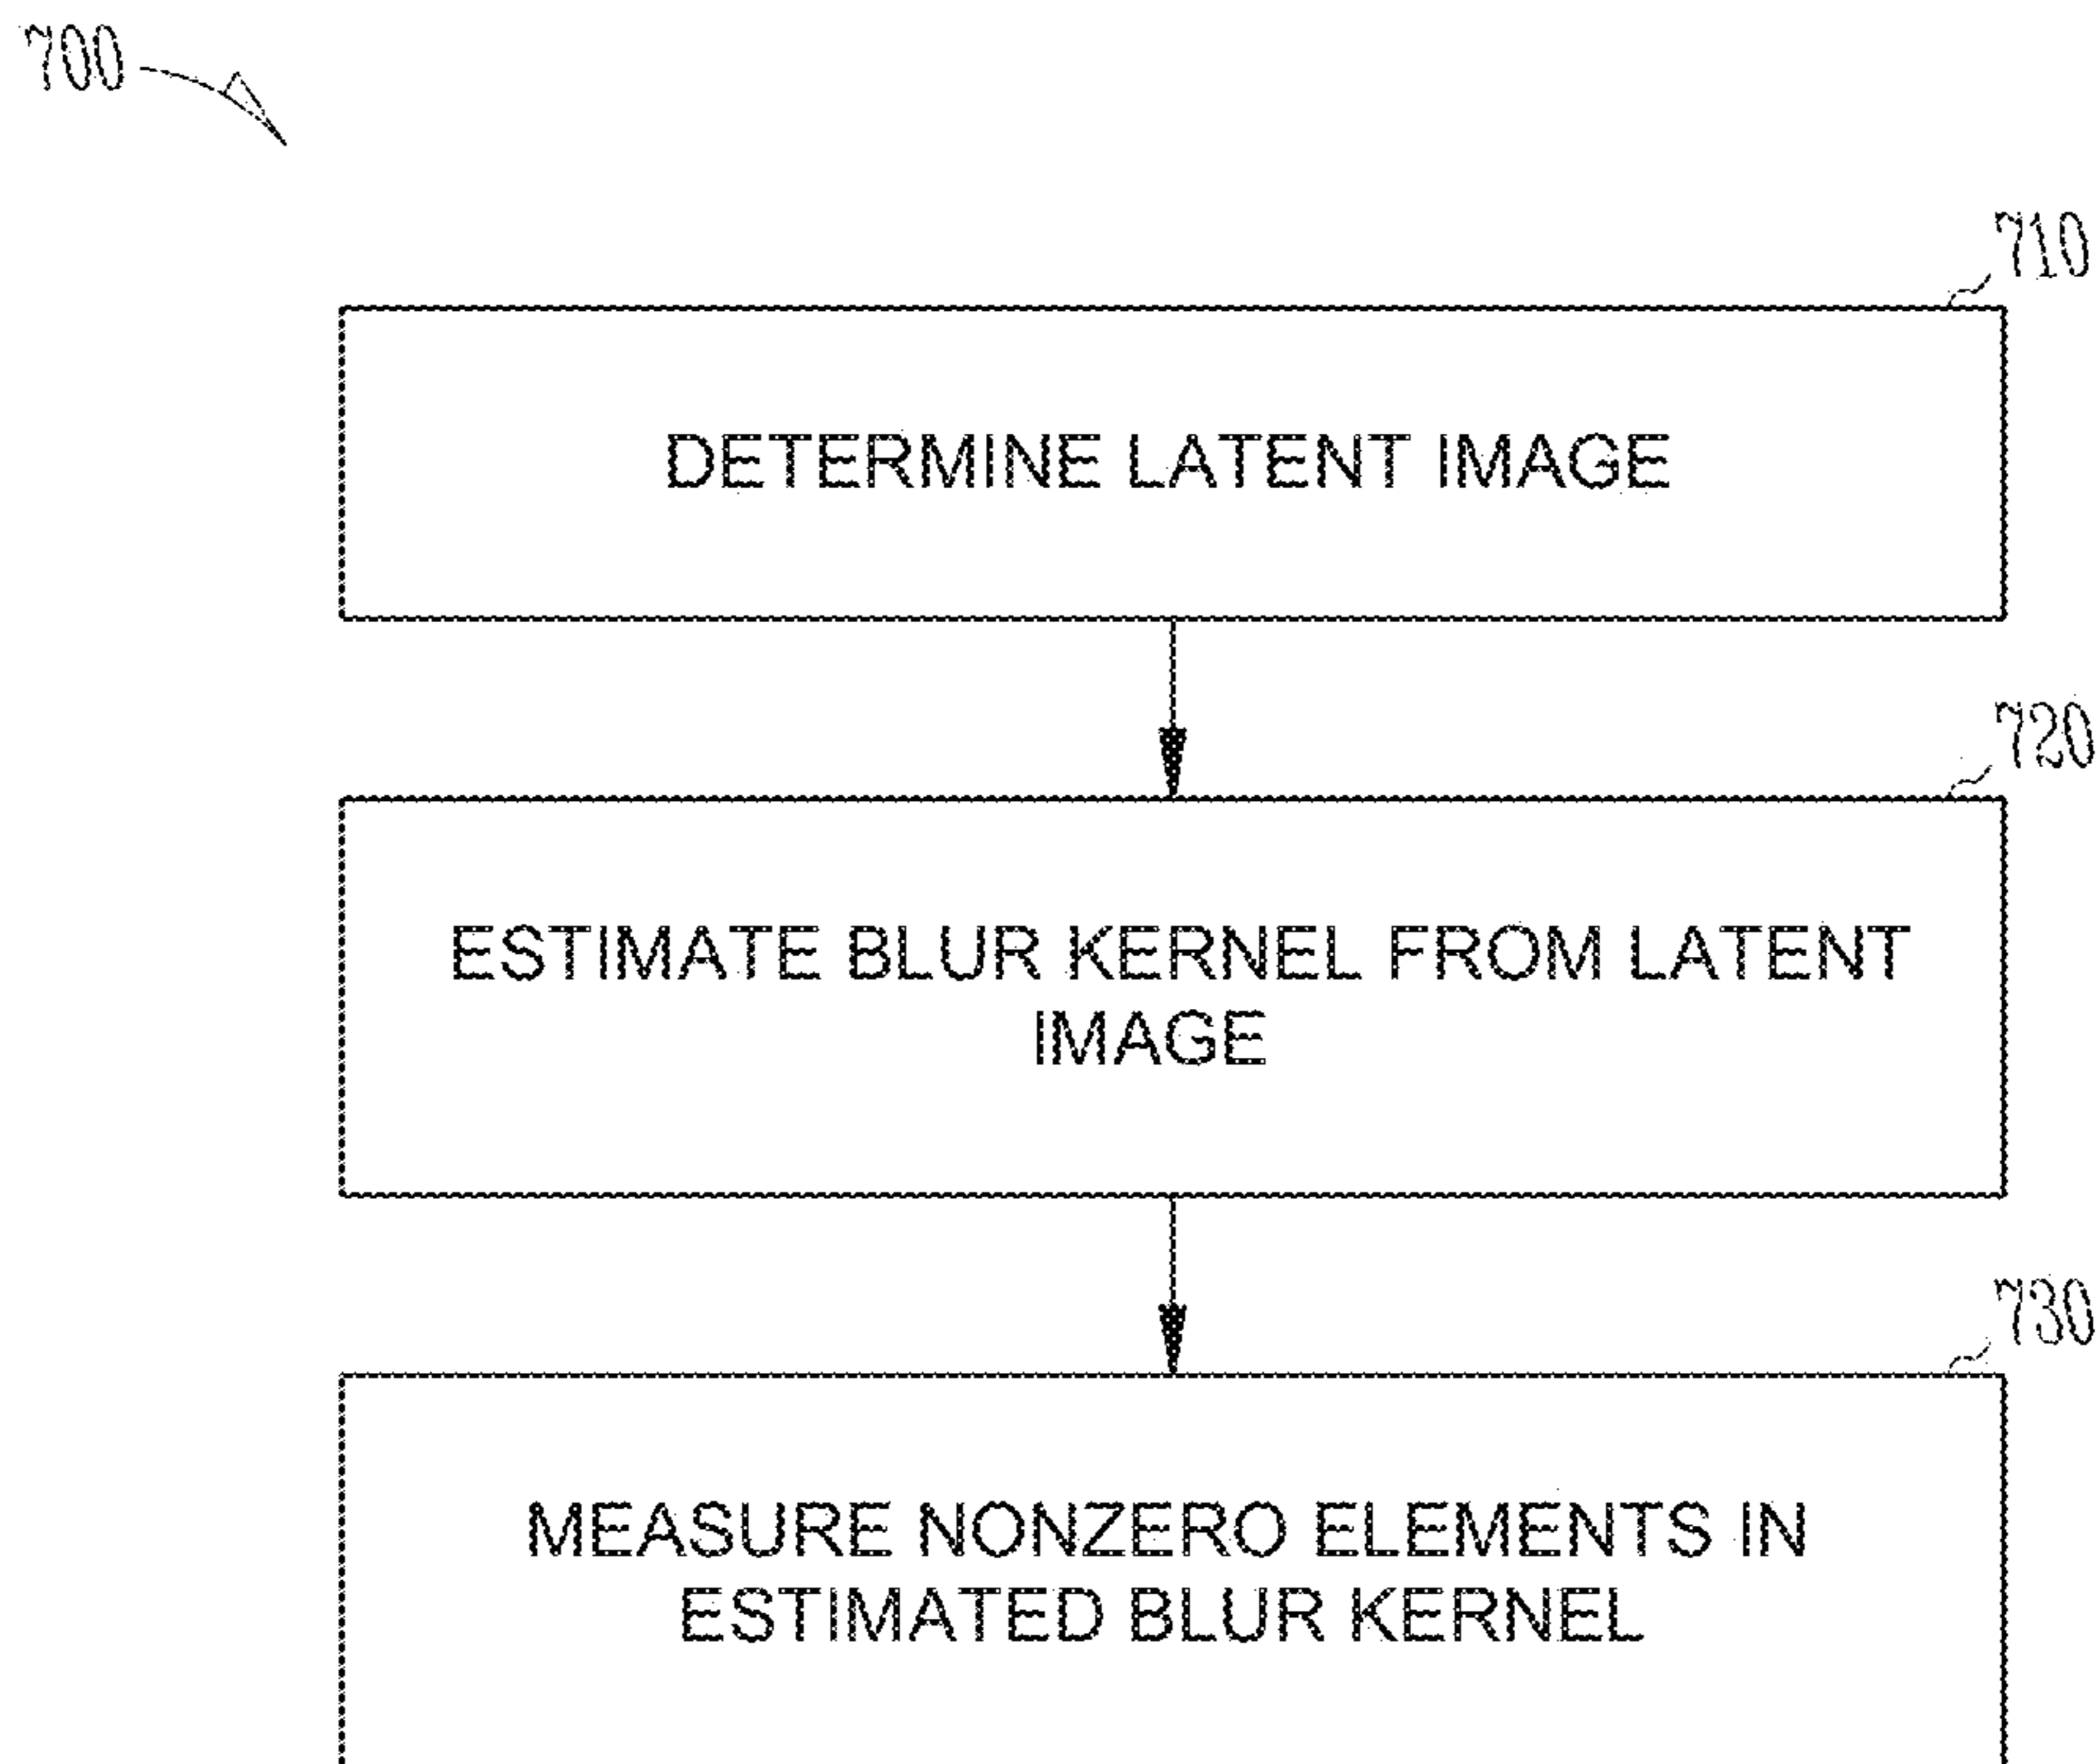 700
710
DETERMINE LATENT IMAGE
720
ESTIMATE BLUR KERNEL FROM LATENT
IMAGE
730
MEASURE NONZERO ELEMENTS IN
ESTIMATED BLUR KERNEL